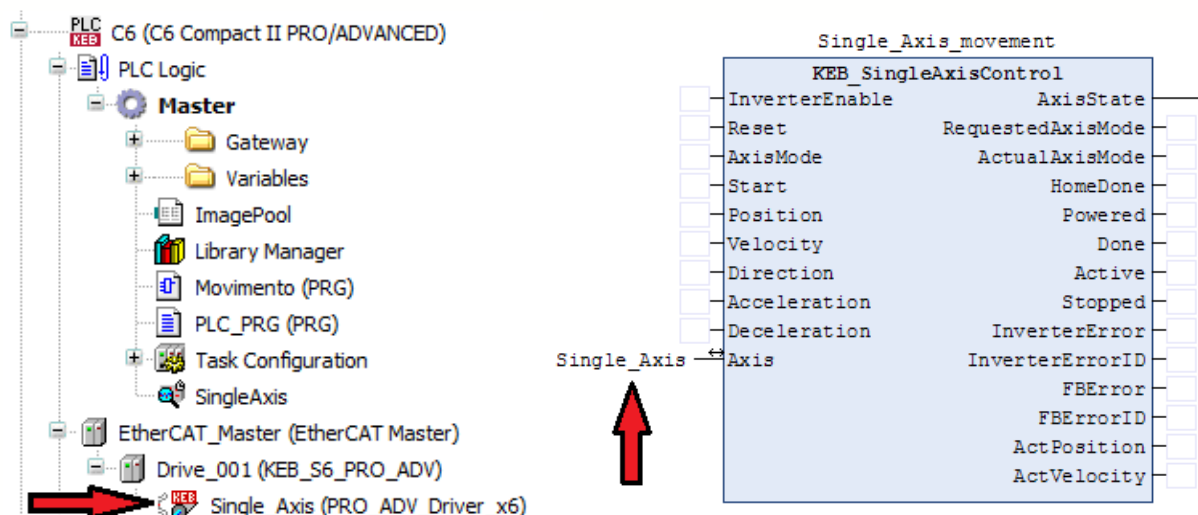 PLC
KEB
C6 (C6 Compact II PRO/ADVANCED)
PLC Logic
Master
Gateway
Variables
ImagePool
Library Manager
Movimento (PRG)
PLC_PRG (PRG)
Task Configuration
SingleAxis
EtherCAT_Master (EtherCAT Master)
Drive_001 (KEB_S6_PRO_ADV)
KEB
Single_Axis (PRO_ADV_Driver_x6)
Single_Axis_movement
KEB_SingleAxisControl
InverterEnable AxisState
Reset RequestedAxisMode
AxisMode ActualAxisMode
Start HomeDone
Position Powered
Velocity Done
Direction Active
Acceleration Stopped
Deceleration InverterError
Single_Axis Axis InverterErrorID
FBError
FBErrorID
ActPosition
ActVelocity